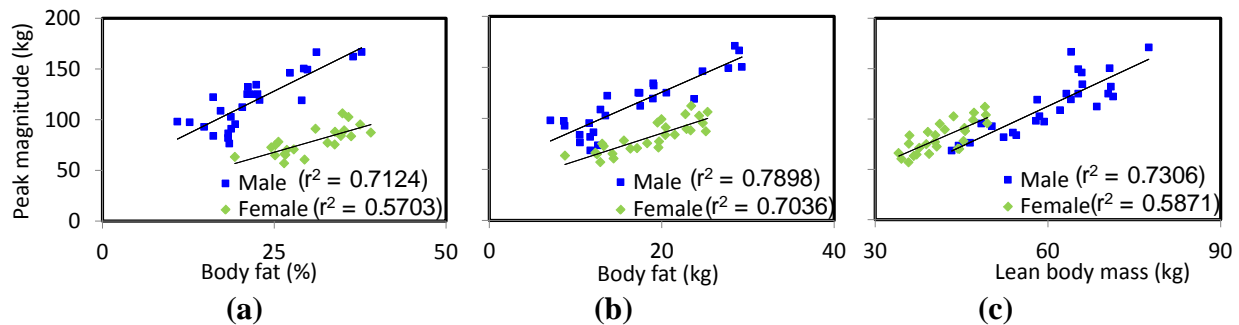 Peak magnitude (kg)
200
150
100
50
0
Male (r² = 0.7124)
Female (r² = 0.5703)
0 25 50
Body fat (%)
(a)
Male (r² = 0.7898)
Female (r² = 0.7036)
0 20 40
Body fat (kg)
(b)
Male (r² = 0.7306)
Female (r² = 0.5871)
30 60 90
Lean body mass (kg)
(c)